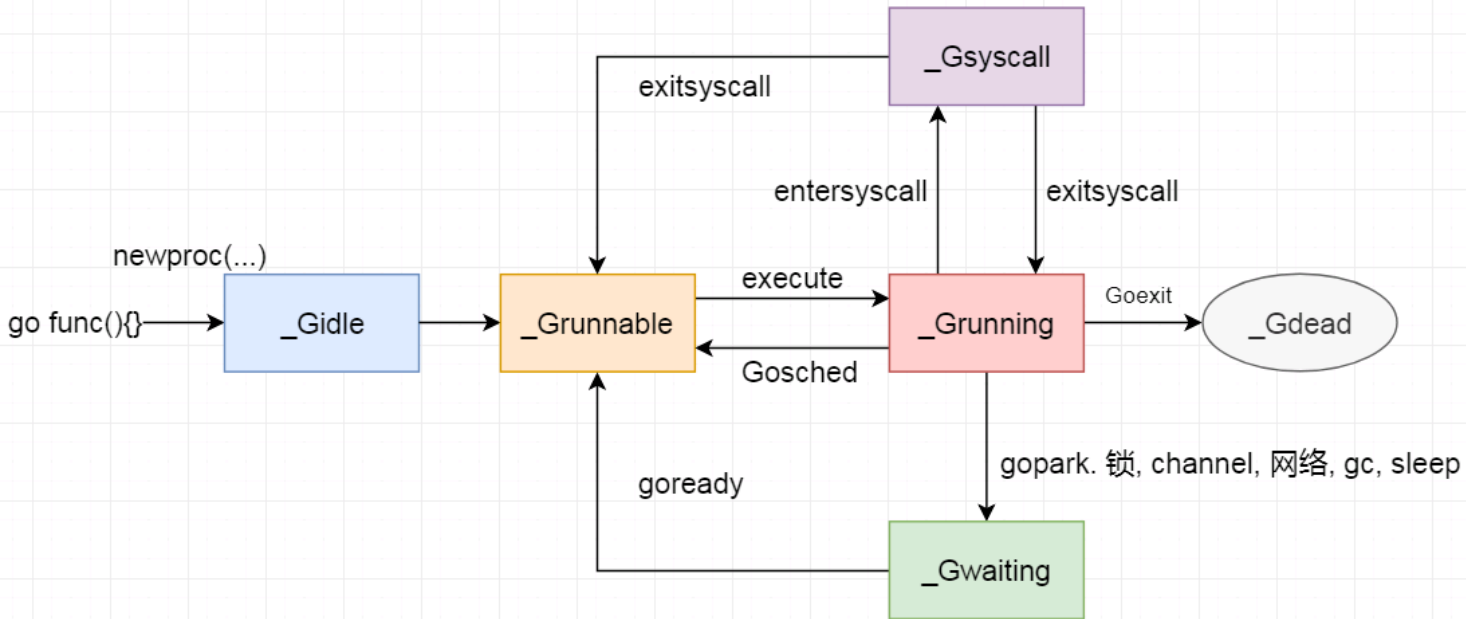 _Gsyscall
exitsyscall
entersyscall
exitsyscall
newproc(...)
go func(){}
_Gidle
_Grunnable
execute
_Grunning
Goexit
_Gdead
Gosched
gopark. 锁, channel, 网络, gc, sleep
goready
_Gwaiting